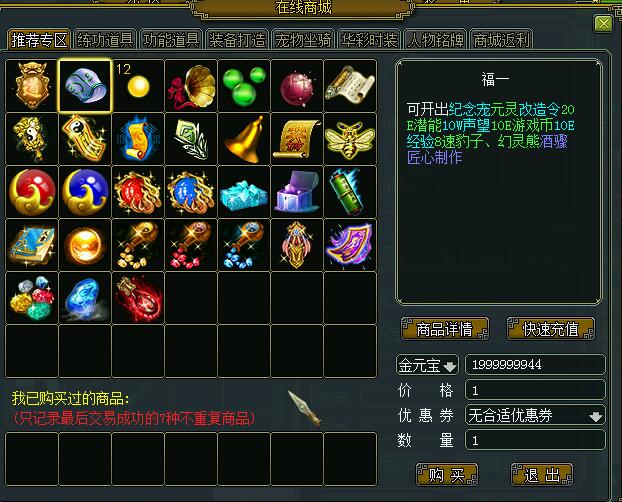 在线商城
推荐专区 练功道具 功能道具 装备打造 宠物坐骑 华彩时装 人物铭牌 商城返利
12
福一
可开出纪念宠元灵改造令20
E潜能10W声望10E游戏币10E
经验8速豹子、幻灵熊酒骤
匠心制作
商品详情 快速充值
金元宝 1999999944
价 格 1
优 惠 券 无合适优惠券
数 量 1
购 买 退 出
我已购买过的商品：
(只记录最后交易成功的7种不重复商品)